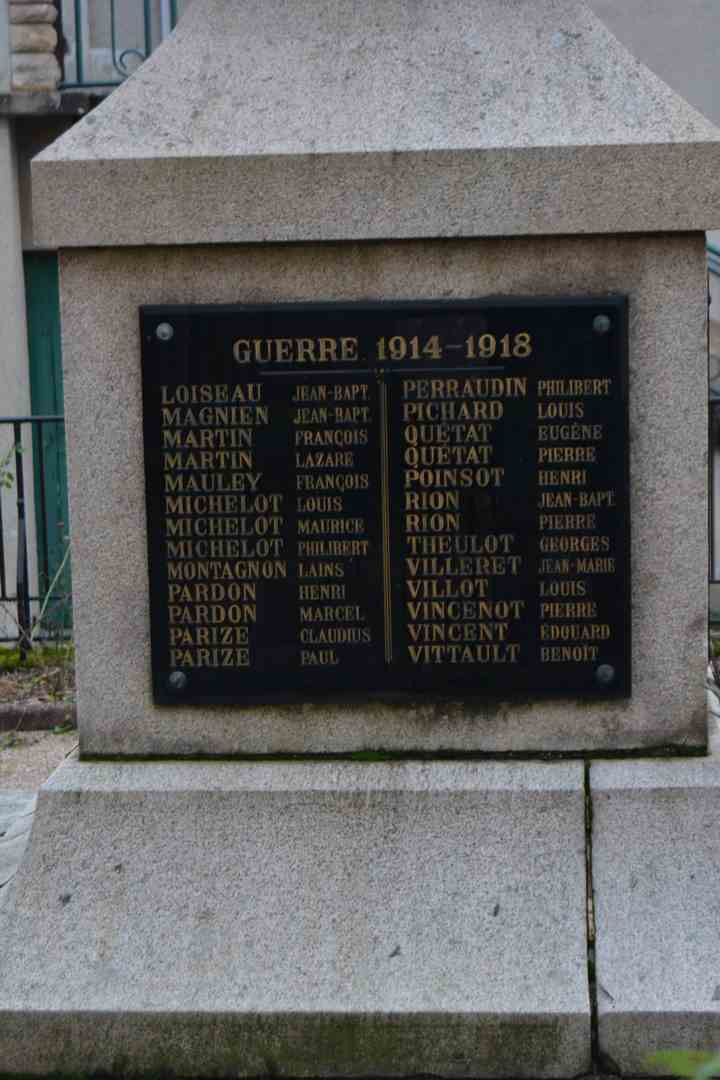 GUERRE 1914-1918
LOISEAU JEAN-BAPT.
MAGNIEN JEAN-BAPT.
MARTIN FRANÇOIS
MARTIN LAZARE
MAULEY FRANÇOIS
MICHELOT LOUIS
MICHELOT MAURICE
MICHELOT PHILIBERT
MONTAGNON LAINS
PARDON HENRI
PARDON MARCEL
PARIZE CLAUDIUS
PARIZE PAUL
PERRAUDIN PHILIBERT
PICHARD LOUIS
QUÉTAT EUGÈNE
QUÉTAT PIERRE
POINSOT HENRI
RION JEAN-BAPT.
RION PIERRE
THEULOT GEORGES
VILLERET JEAN-MARIE
VILLOT LOUIS
VINCENOT PIERRE
VINCENT ÉDOUARD
VITTAULT BENOÎT